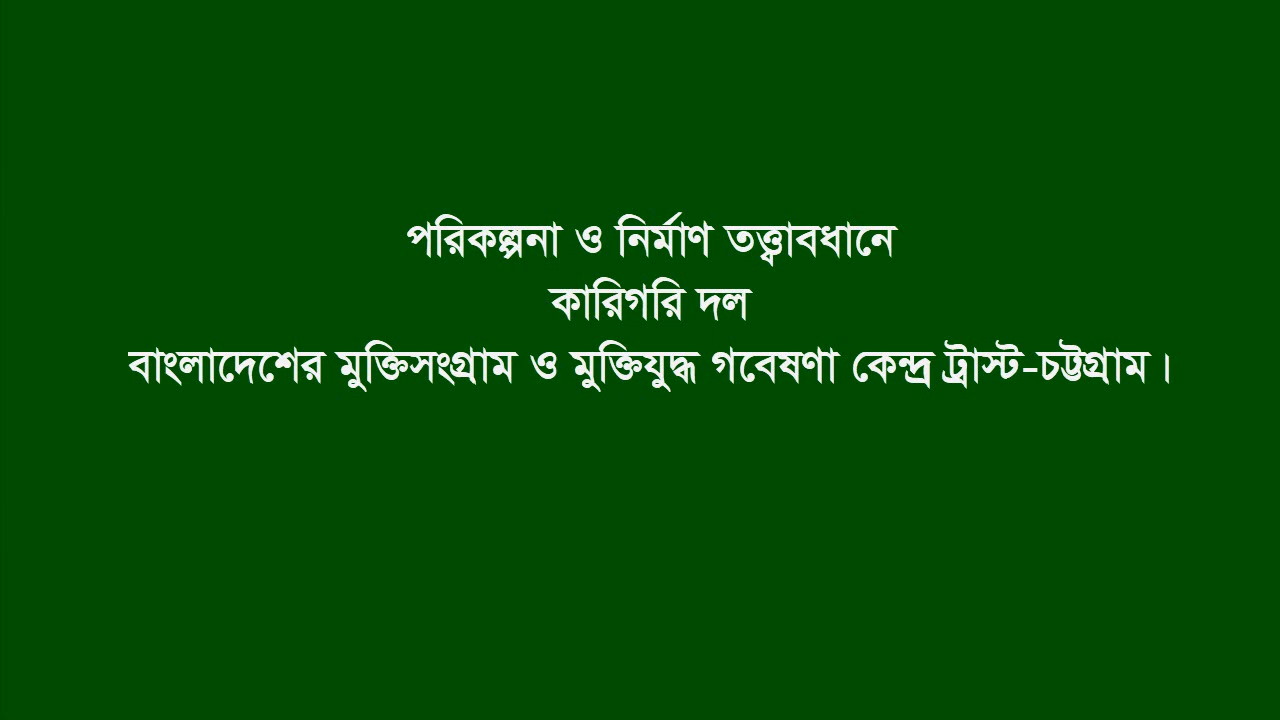 পরিকল্পনা ও নির্মাণ তত্ত্বাবধানে
কারিগরি দল
বাংলাদেশের মুক্তিসংগ্রাম ও মুক্তিযুদ্ধ গবেষণা কেন্দ্র ট্রাস্ট-চট্টগ্রাম।